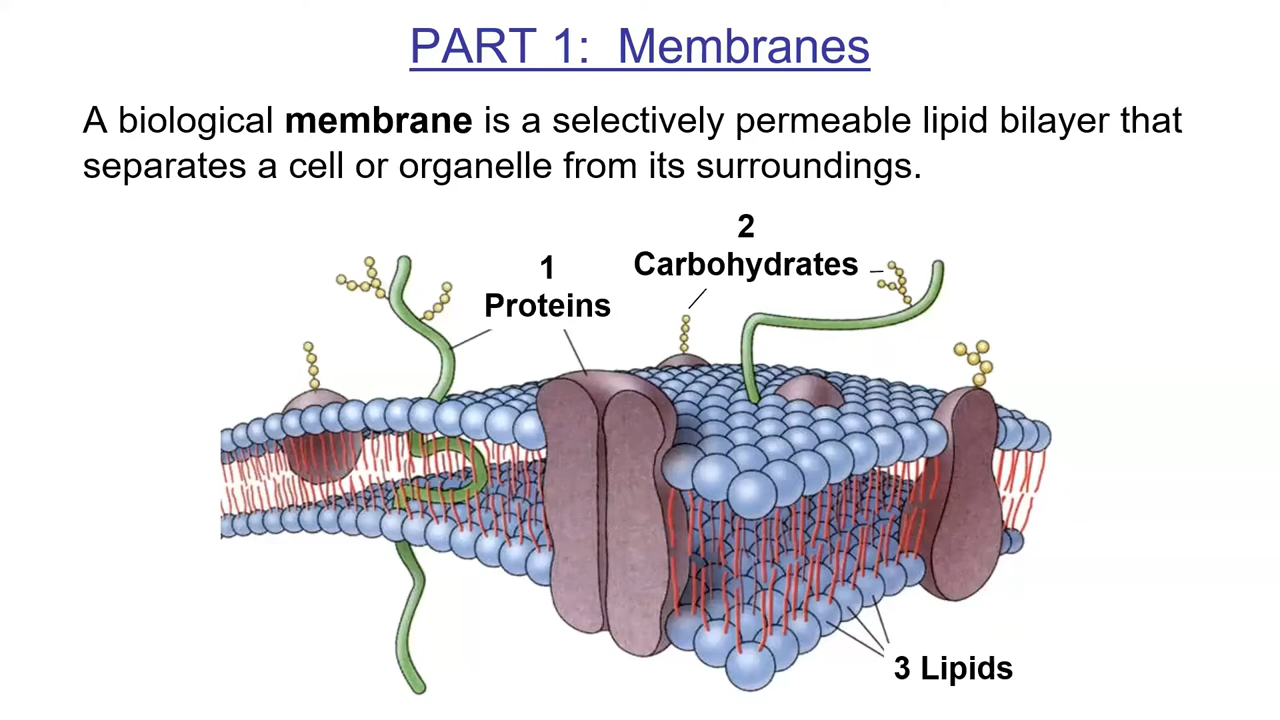 PART 1: Membranes
A biological membrane is a selectively permeable lipid bilayer that
separates a cell or organelle from its surroundings.
2
Carbohydrates
1
Proteins
3 Lipids